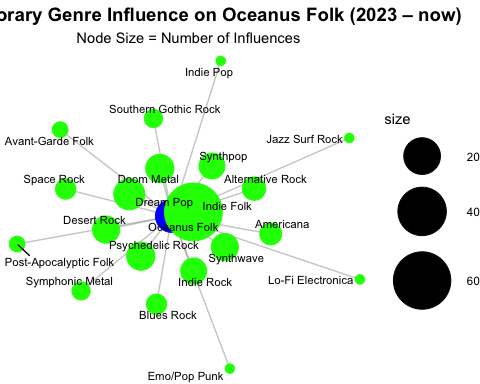 orary Genre Influence on Oceanus Folk (2023 – now)
Node Size = Number of Influences
Indie Pop
Southern Gothic Rock
Avant-Garde Folk
Jazz Surf Rock
size
Synthpop
20
Space Rock
Doom Metal
Alternative Rock
Dream Pop
Indie Folk
40
Desert Rock
Oceanus Folk
Americana
Psychedelic Rock
Synthwave
Post-Apocalyptic Folk
Symphonic Metal
Indie Rock
Lo-Fi Electronica
60
Blues Rock
Emo/Pop Punk